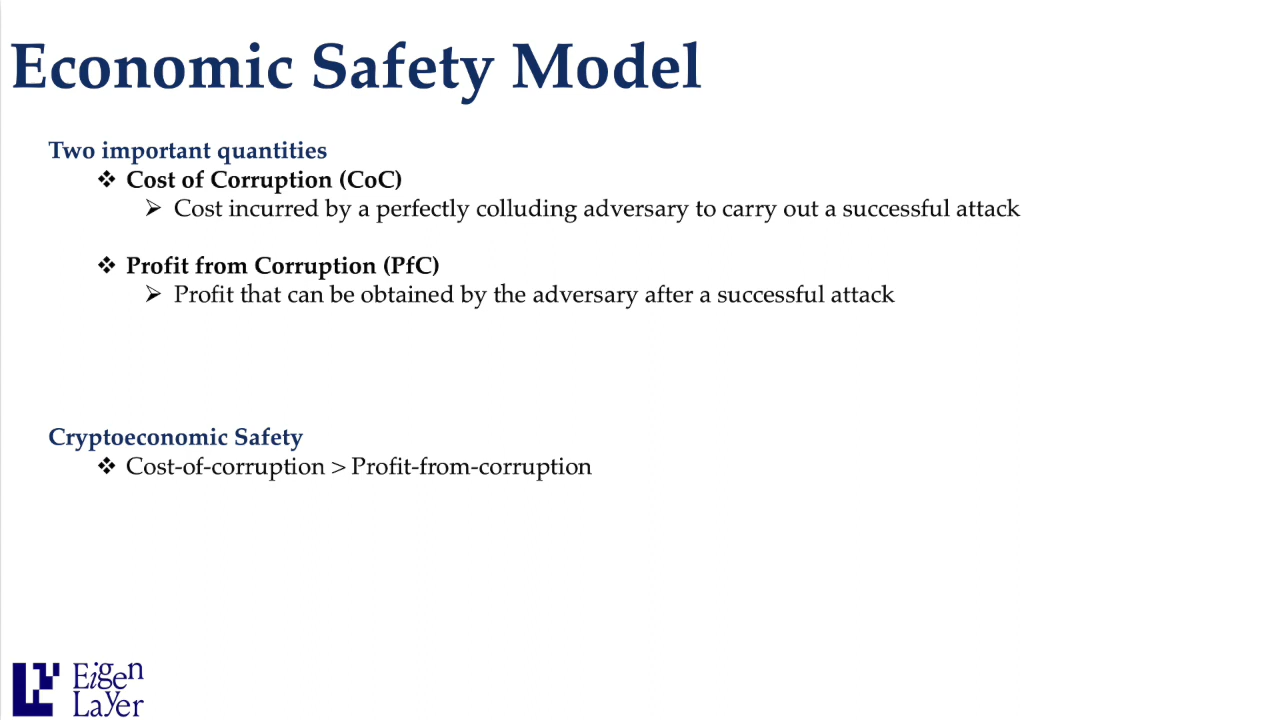 Economic Safety Model
Two important quantities
❖ Cost of Corruption (CoC)
➢ Cost incurred by a perfectly colluding adversary to carry out a successful attack
❖ Profit from Corruption (PfC)
➢ Profit that can be obtained by the adversary after a successful attack
Cryptoeconomic Safety
❖ Cost-of-corruption > Profit-from-corruption
Eigen
Layer